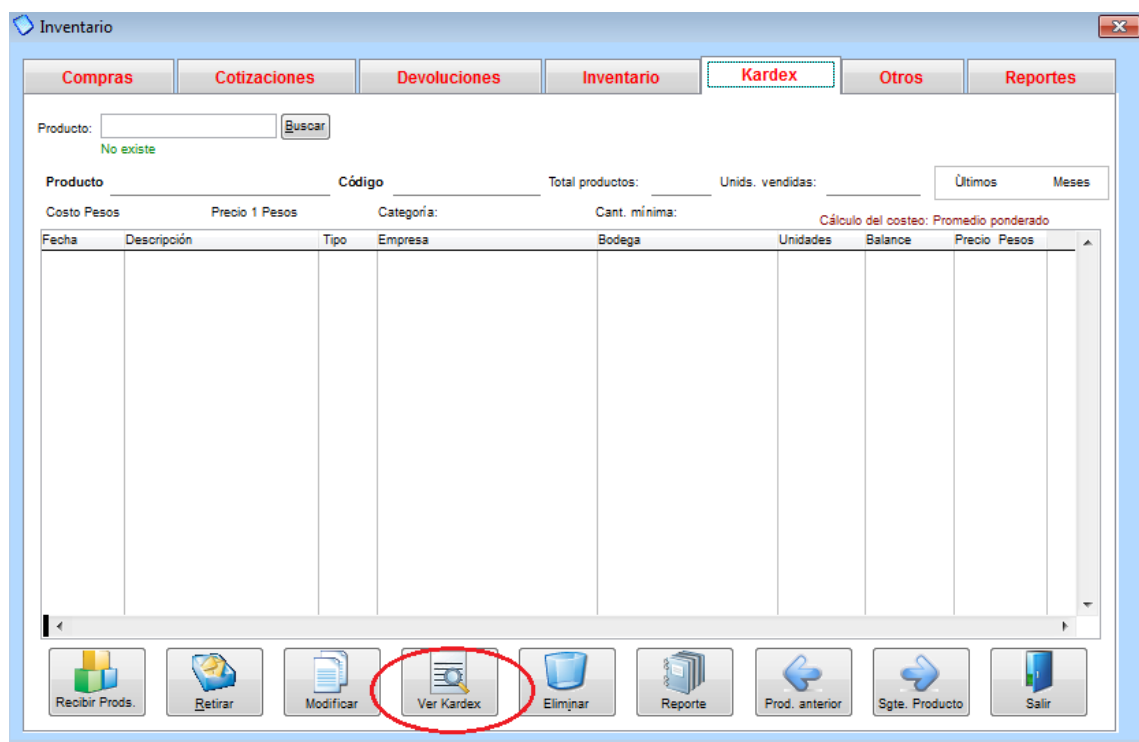 Inventario
Compras Cotizaciones Devoluciones Inventario Kardex Otros Reportes
Producto: Buscar
No existe
Producto Código Total productos: Unids. vendidas: Ùltimos Meses
Costo Pesos Precio 1 Pesos Categoría: Cant. mínima: Cálculo del costeo: Promedio ponderado
Fecha Descripción Tipo Empresa Bodega Unidades Balance Precio Pesos
Recibir Prods. Retirar Modificar Ver Kardex Eliminar Reporte Prod. anterior Sgte. Producto Salir